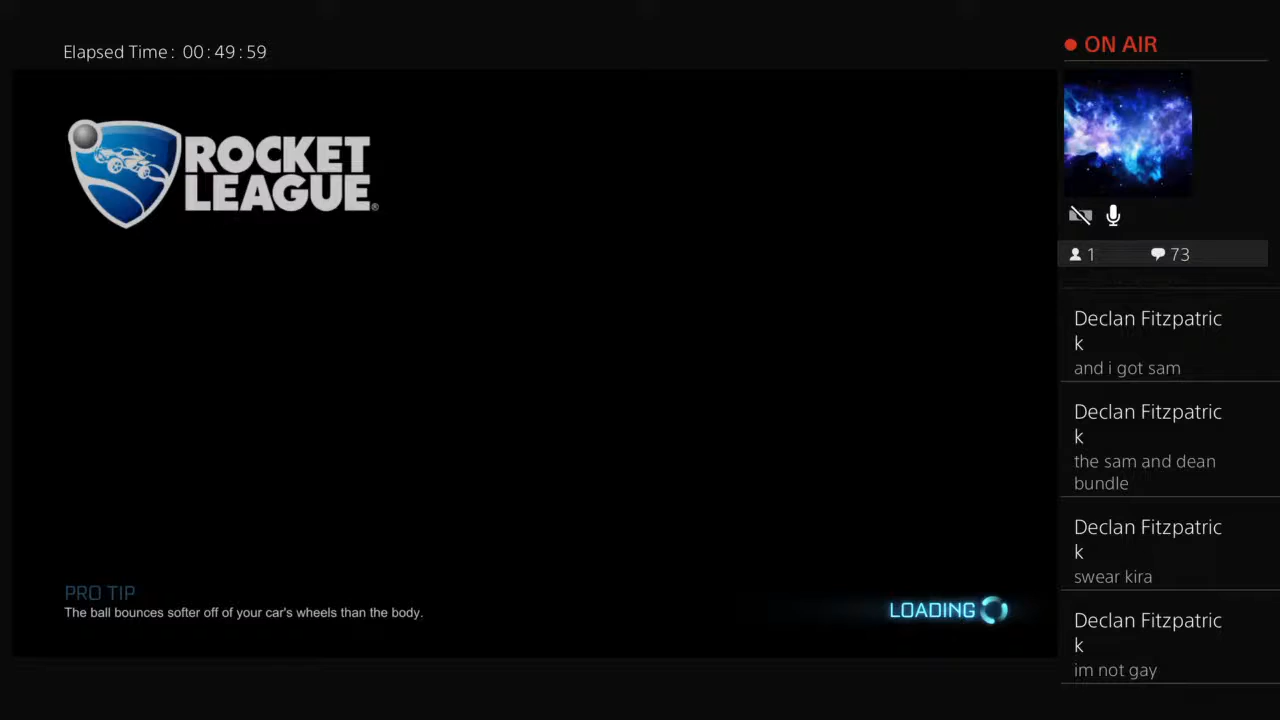 Elapsed Time: 00:49:59
ON AIR
ROCKET
LEAGUE®
1 73
Declan Fitzpatric
k
and i got sam
Declan Fitzpatric
k
the sam and dean
bundle
Declan Fitzpatric
k
swear kira
Declan Fitzpatric
k
im not gay
PRO TIP
The ball bounces softer off of your car's wheels than the body.
LOADING